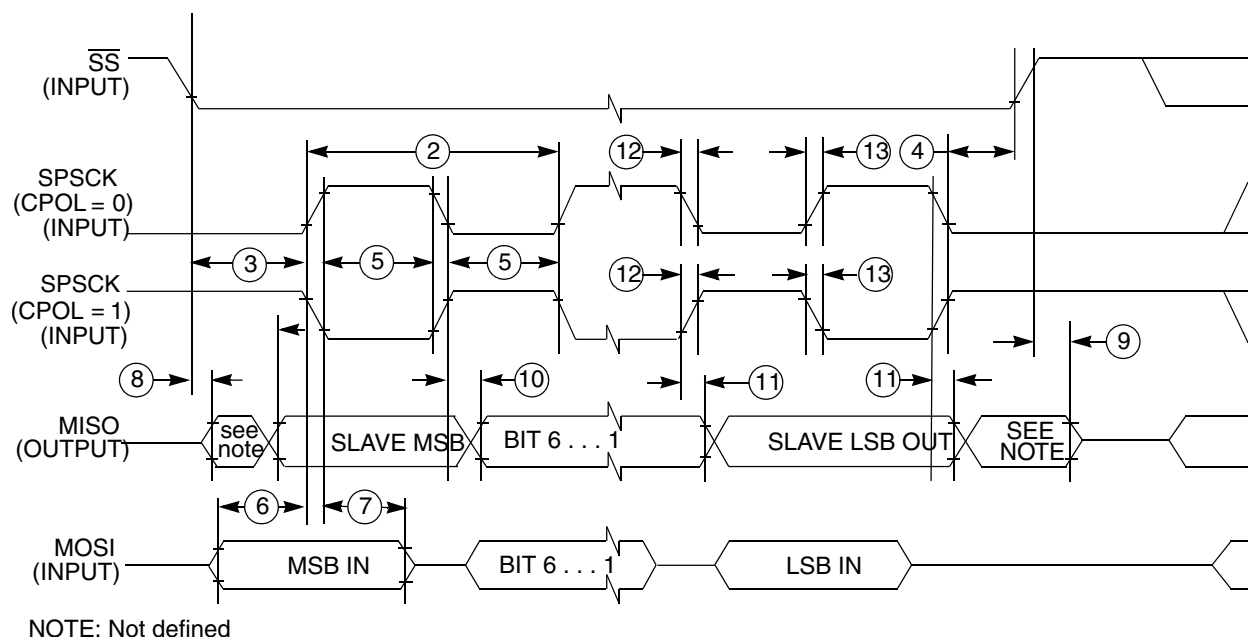 SS
(INPUT)
2
12
13
4
SPSCK
(CPOL = 0)
(INPUT)
3
5
5
12
13
SPSCK
(CPOL = 1)
(INPUT)
8
10
11
11
9
MISO
(OUTPUT)
see
note
SLAVE MSB
BIT 6 . . . 1
SLAVE LSB OUT
SEE
NOTE
6
7
MOSI
(INPUT)
MSB IN
BIT 6 . . . 1
LSB IN
NOTE: Not defined